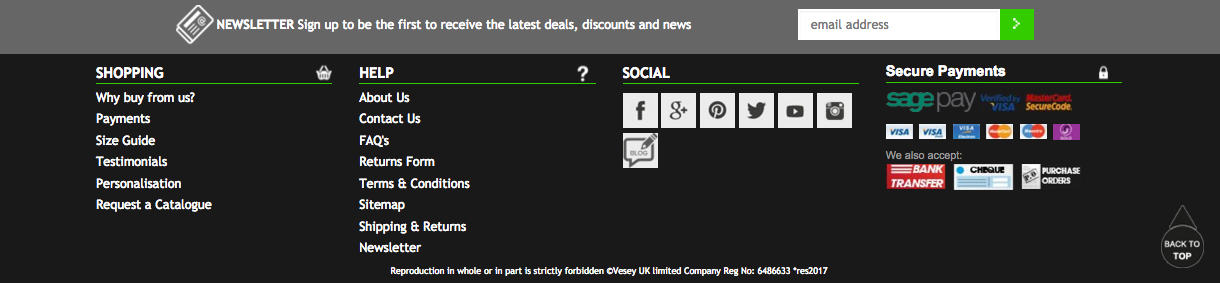 NEWSLETTER Sign up to be the first to receive the latest deals, discounts and news
email address
SHOPPING
Why buy from us?
Payments
Size Guide
Testimonials
Personalisation
Request a Catalogue
HELP
About Us
Contact Us
FAQ's
Returns Form
Terms & Conditions
Sitemap
Shipping & Returns
Newsletter
SOCIAL
BLOG
Secure Payments
sage pay
Verified by
VISA
MasterCard.
SecureCode.
VISA VISA VISA MasterCard Maestro
We also accept:
BANK
TRANSFER
CHEQUE
P.O
PURCHASE
ORDERS
BACK TO
TOP
Reproduction in whole or in part is strictly forbidden ©Vesey UK limited Company Reg No: 6486633 *res2017